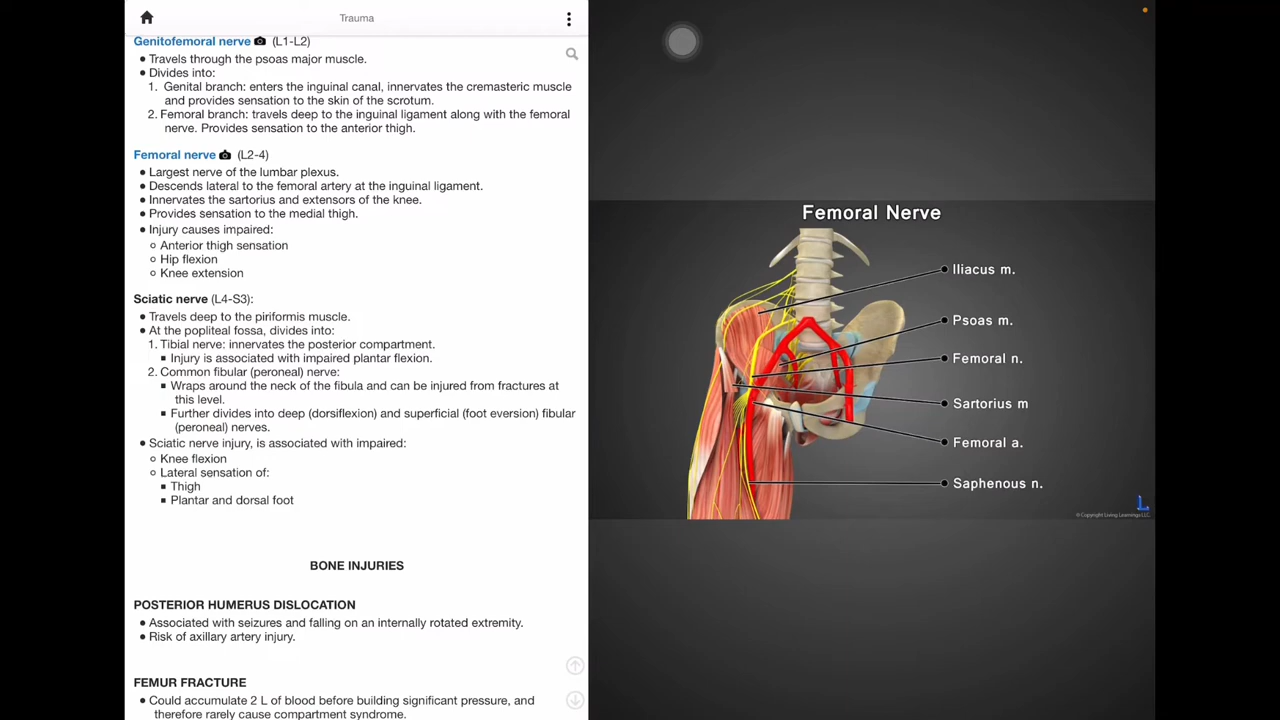 Trauma
Genitofemoral nerve (L1-L2)
• Travels through the psoas major muscle.
• Divides into:
1. Genital branch: enters the inguinal canal, innervates the cremasteric muscle
and provides sensation to the skin of the scrotum.
2. Femoral branch: travels deep to the inguinal ligament along with the femoral
nerve. Provides sensation to the anterior thigh.
Femoral nerve (L2-4)
• Largest nerve of the lumbar plexus.
• Descends lateral to the femoral artery at the inguinal ligament.
• Innervates the sartorius and extensors of the knee.
• Provides sensation to the medial thigh.
• Injury causes impaired:
○ Anterior thigh sensation
○ Hip flexion
○ Knee extension
Sciatic nerve (L4-S3):
• Travels deep to the piriformis muscle.
• At the popliteal fossa, divides into:
1. Tibial nerve: innervates the posterior compartment.
▪ Injury is associated with impaired plantar flexion.
2. Common fibular (peroneal) nerve:
▪ Wraps around the neck of the fibula and can be injured from fractures at
this level.
▪ Further divides into deep (dorsiflexion) and superficial (foot eversion) fibular
(peroneal) nerves.
• Sciatic nerve injury, is associated with impaired:
○ Knee flexion
○ Lateral sensation of:
▪ Thigh
▪ Plantar and dorsal foot
BONE INJURIES
POSTERIOR HUMERUS DISLOCATION
• Associated with seizures and falling on an internally rotated extremity.
• Risk of axillary artery injury.
FEMUR FRACTURE
• Could accumulate 2 L of blood before building significant pressure, and
therefore rarely cause compartment syndrome.
Femoral Nerve
Iliacus m.
Psoas m.
Femoral n.
Sartorius m
Femoral a.
Saphenous n.
L
© Copyright Living Learnings LLC.